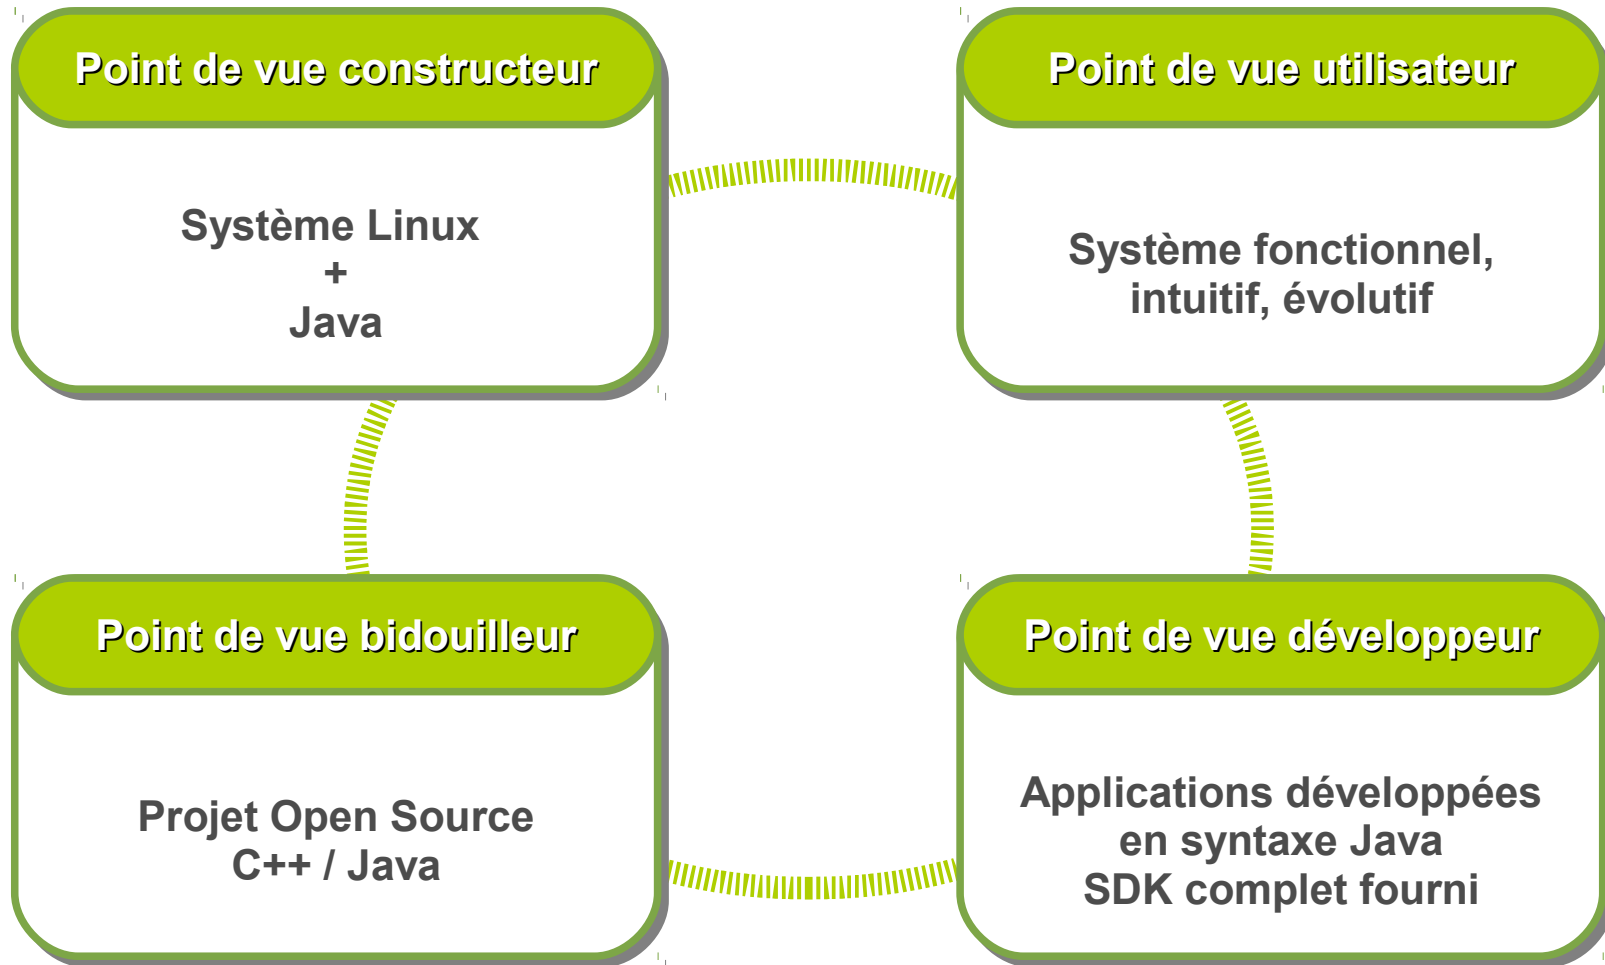 Point de vue constructeur
Système Linux
+
Java
Point de vue utilisateur
Système fonctionnel,
intuitif, évolutif
Point de vue bidouilleur
Projet Open Source
C++ / Java
Point de vue développeur
Applications développées
en syntaxe Java
SDK complet fourni